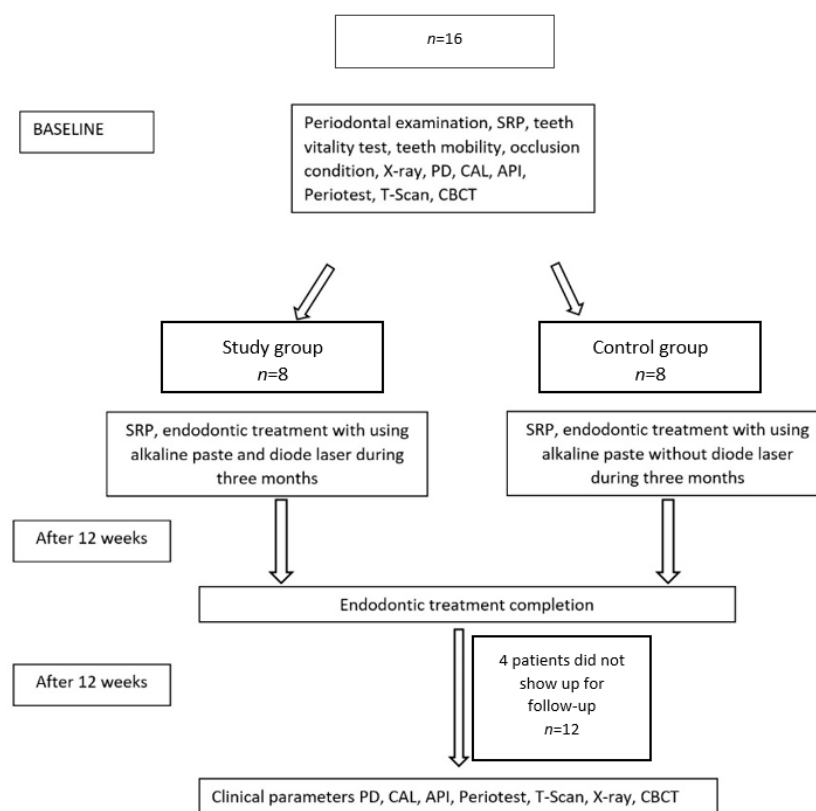 n=16
BASELINE
Periodontal examination, SRP, teeth
vitality test, teeth mobility, occlusion
condition, X-ray, PD, CAL, API,
Periotest, T-Scan, CBCT
Study group
n=8
Control group
n=8
SRP, endodontic treatment with using
alkaline paste and diode laser during
three months
SRP, endodontic treatment with using
alkaline paste without diode laser
during three months
After 12 weeks
Endodontic treatment completion
After 12 weeks
4 patients did not
show up for
follow-up
n=12
Clinical parameters PD, CAL, API, Periotest, T-Scan, X-ray, CBCT